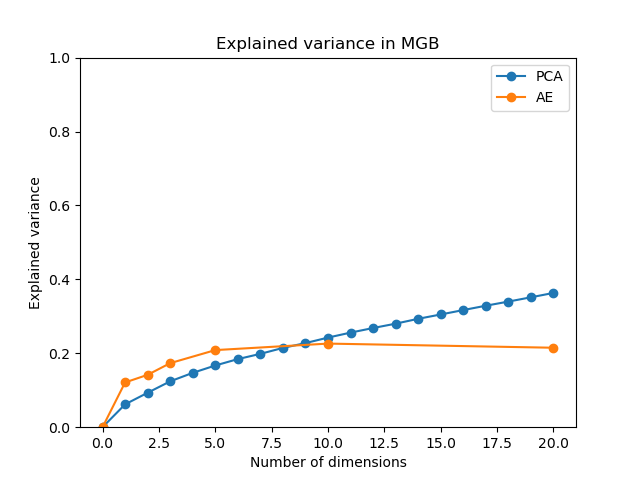 Explained variance in MGB
PCA
AE
Explained variance
1.0
0.8
0.6
0.4
0.2
0.0
0.0 2.5 5.0 7.5 10.0 12.5 15.0 17.5 20.0
Number of dimensions